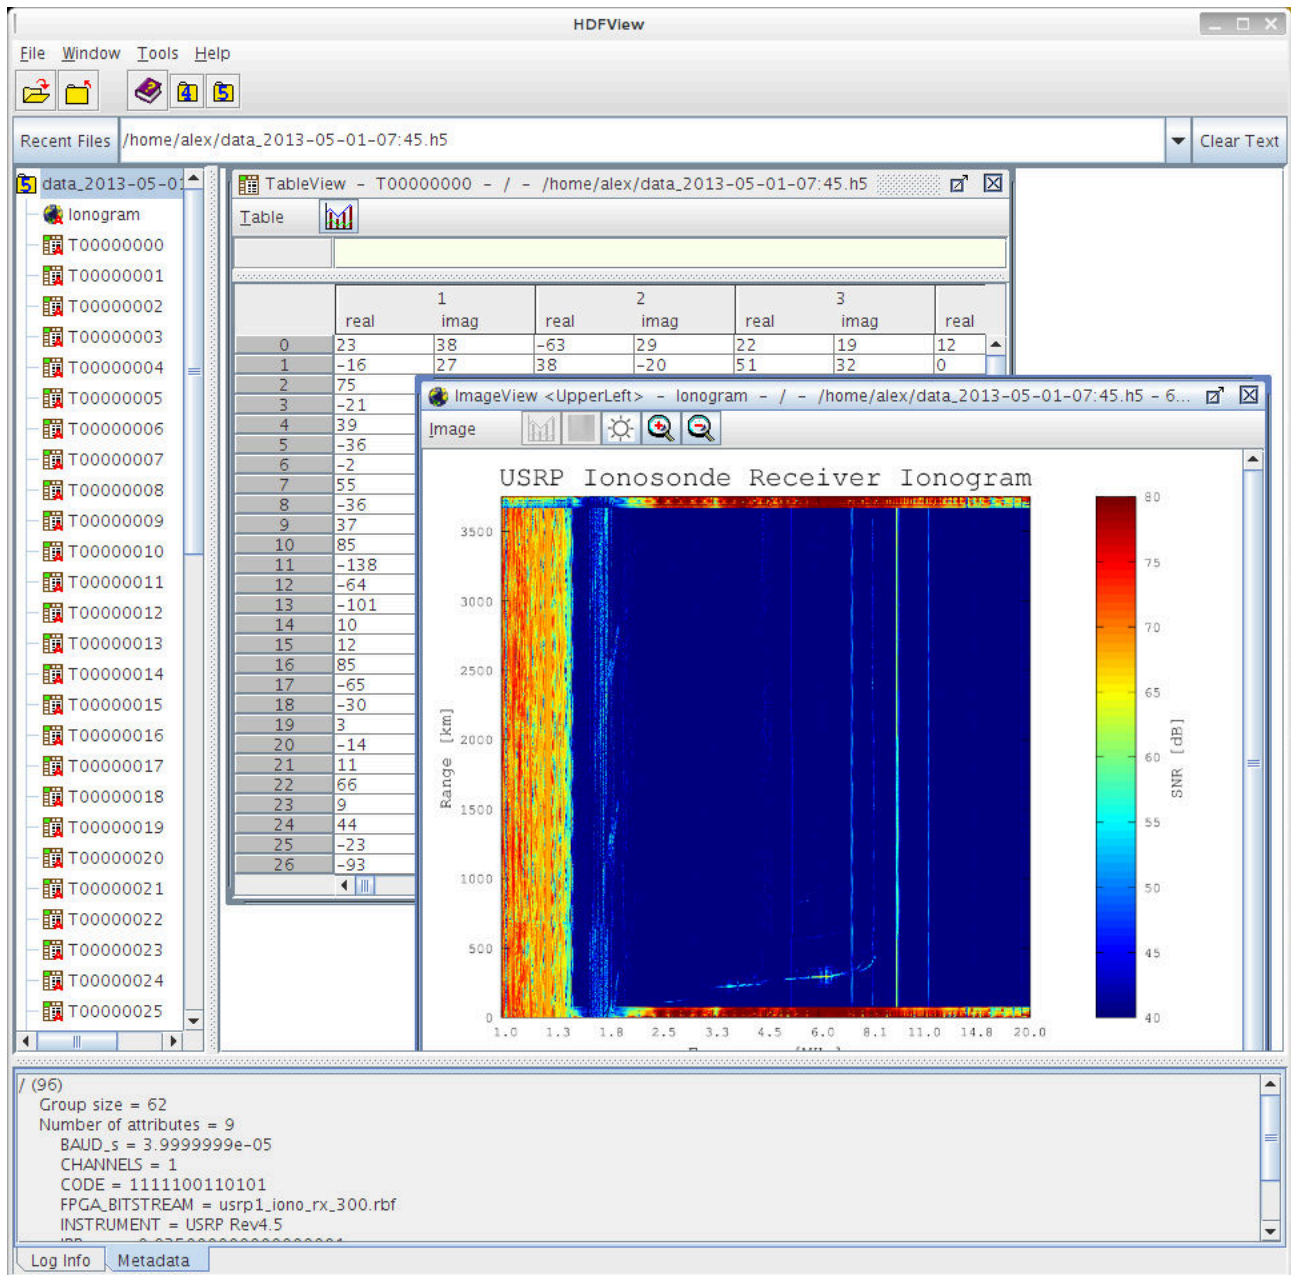 HDFView
File Window Tools Help
4 5
Recent Files /home/alex/data_2013-05-01-07:45.h5 Clear Text
5 data_2013-05-01
Ionogram
T00000000
T00000001
T00000002
T00000003
T00000004
T00000005
T00000006
T00000007
T00000008
T00000009
T00000010
T00000011
T00000012
T00000013
T00000014
T00000015
T00000016
T00000017
T00000018
T00000019
T00000020
T00000021
T00000022
T00000023
T00000024
T00000025
TableView - T00000000 - / - /home/alex/data_2013-05-01-07:45.h5
Table
1 2 3
real imag real imag real imag real
0 23 38 -63 29 22 19 12
1 -16 27 38 -20 51 32 0
2 75
3 -21
4 39
5 -36
6 -2
7 55
8 -36
9 37
10 85
11 -138
12 -64
13 -101
14 10
15 12
16 85
17 -65
18 -30
19 3
20 -14
21 11
22 66
23 9
24 44
25 -23
26 -93
ImageView <UpperLeft> - Ionogram - / - /home/alex/data_2013-05-01-07:45.h5 - 6...
Image
USRP Ionosonde Receiver Ionogram
Range [km]
3500
3000
2500
2000
1500
1000
500
0
1.0 1.3 1.8 2.5 3.3 4.5 6.0 8.1 11.0 14.8 20.0
80
75
70
65
60
55
50
45
40
SNR [dB]
/ (96)
Group size = 62
Number of attributes = 9
BAUD_s = 3.9999999e-05
CHANNELS = 1
CODE = 1111100110101
FPGA_BITSTREAM = usrp1_iono_rx_300.rbf
INSTRUMENT = USRP Rev4.5
Log Info Metadata